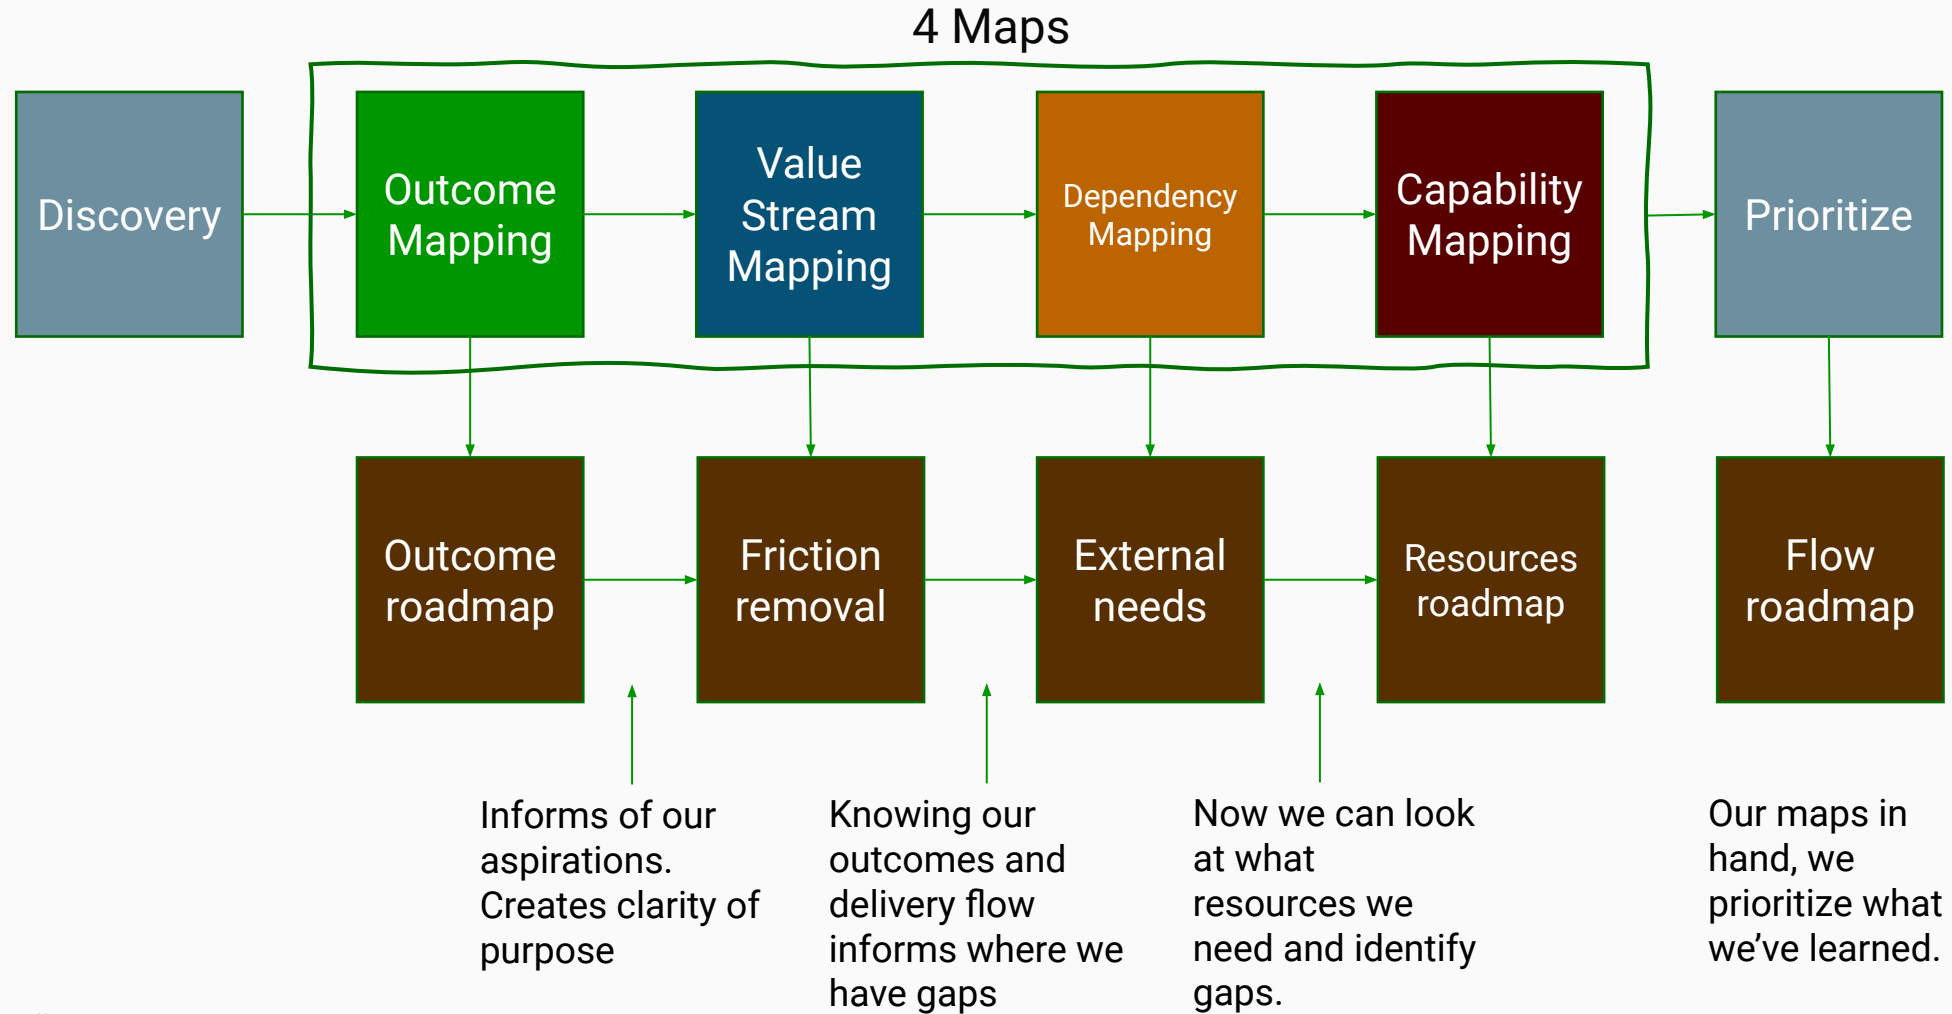 4 Maps
Discovery
Outcome
Mapping
Value
Stream
Mapping
Dependency
Mapping
Capability
Mapping
Prioritize
Outcome
roadmap
Friction
removal
External
needs
Resources
roadmap
Flow
roadmap
Informs of our
aspirations.
Creates clarity of
purpose
Knowing our
outcomes and
delivery flow
informs where we
have gaps
Now we can look
at what
resources we
need and identify
gaps.
Our maps in
hand, we
prioritize what
we’ve learned.